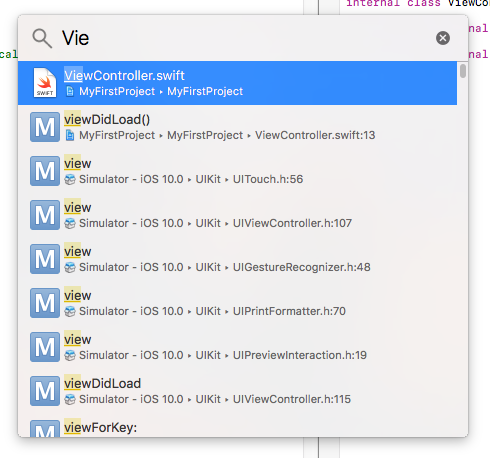 internal class ViewCo
Vie
nal
cal
nal
SWIFT
ViewController.swift
MyFirstProject ▸ MyFirstProject
M
viewDidLoad()
MyFirstProject ▸ MyFirstProject ▸ ViewController.swift:13
M
view
Simulator - iOS 10.0 ▸ UIKit ▸ UITouch.h:56
M
view
Simulator - iOS 10.0 ▸ UIKit ▸ UIViewController.h:107
M
view
Simulator - iOS 10.0 ▸ UIKit ▸ UIGestureRecognizer.h:48
M
view
Simulator - iOS 10.0 ▸ UIKit ▸ UIPrintFormatter.h:70
M
view
Simulator - iOS 10.0 ▸ UIKit ▸ UIPreviewInteraction.h:19
M
viewDidLoad
Simulator - iOS 10.0 ▸ UIKit ▸ UIViewController.h:115
M
viewForKey: